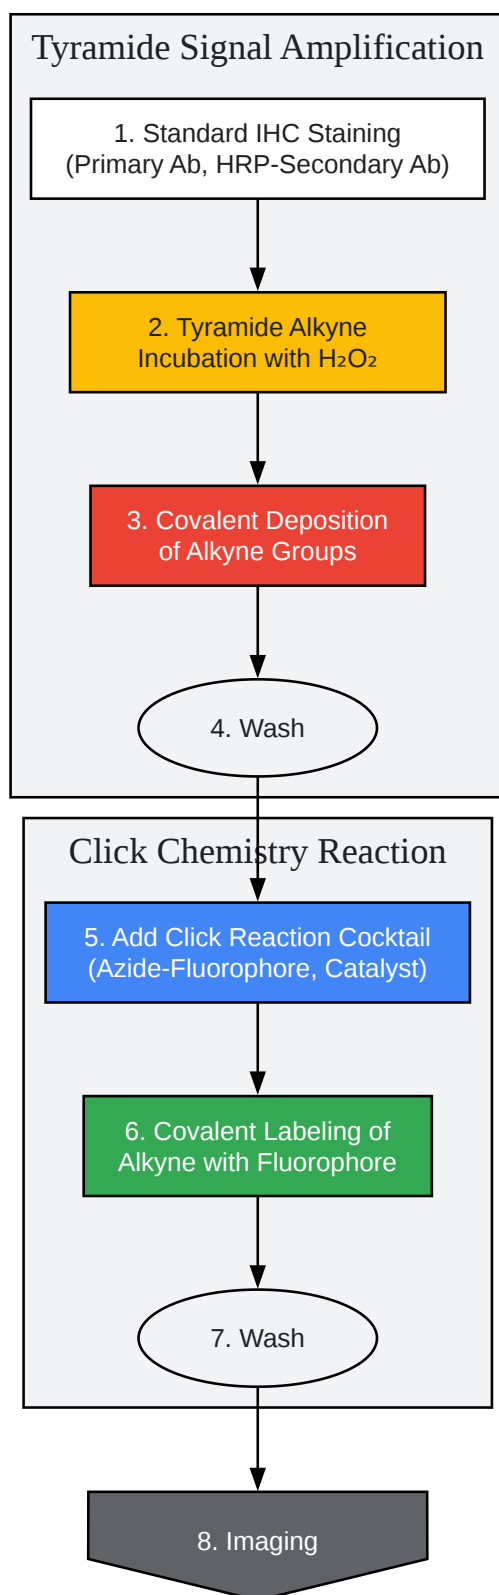 Tyramide Signal Amplification
1. Standard IHC Staining
(Primary Ab, HRP-Secondary Ab)
2. Tyramide Alkyne
Incubation with H₂O₂
3. Covalent Deposition
of Alkyne Groups
4. Wash
Click Chemistry Reaction
5. Add Click Reaction Cocktail
(Azide-Fluorophore, Catalyst)
6. Covalent Labeling of
Alkyne with Fluorophore
7. Wash
8. Imaging